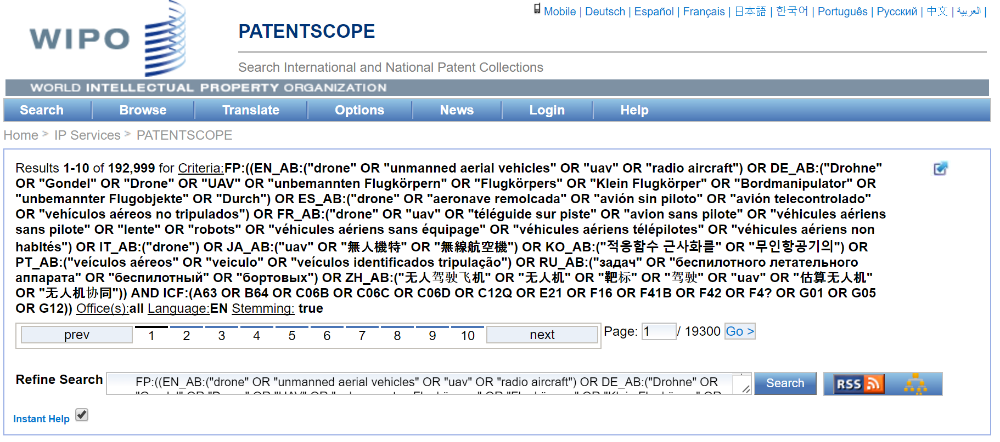 Mobile | Deutsch | Español | Français | 日本語 | 한국어 | Português | Русский | 中文 | العربية |
WIPO
PATENTSCOPE
Search International and National Patent Collections
WORLD INTELLECTUAL PROPERTY ORGANIZATION
Search Browse Translate Options News Login Help
Home > IP Services > PATENTSCOPE
Results 1-10 of 192,999 for Criteria:FP:((EN_AB:("drone" OR "unmanned aerial vehicles" OR "uav" OR "radio aircraft") OR DE_AB:("Drohne"
OR "Gondel" OR "Drone" OR "UAV" OR "unbemannten Flugkörpern" OR "Flugkörpers" OR "Klein Flugkörper" OR "Bordmanipulator" OR
"unbemannter Flugobjekte" OR "Durch") OR ES_AB:("drone" OR "aeronave remolcada" OR "avión sin piloto" OR "avión telecontrolado"
OR "vehículos aéreos no tripulados") OR FR_AB:("drone" OR "uav" OR "téléguide sur piste" OR "avion sans pilote" OR "véhicules aériens
sans pilote" OR "lente" OR "robots" OR "véhicules aériens sans équipage" OR "véhicules aériens télépilotes" OR "véhicules aériens non
habités") OR IT_AB:("drone") OR JA_AB:("uav" OR "無人機特" OR "無線航空機") OR KO_AB:("적응함수 근사화를" OR "무인항공기의") OR
PT_AB:("veículos aéreos" OR "veiculo" OR "veículos identificados tripulação") OR RU_AB:("задач" OR "беспилотного летательного
аппарата" OR "беспилотный" OR "бортовых") OR ZH_AB:("无人驾驶飞机" OR "无人机" OR "靶标" OR "驾驶" OR "uav" OR "估算无人机"
OR "无人机协同")) AND ICF:(A63 OR B64 OR C06B OR C06C OR C06D OR C12Q OR E21 OR F16 OR F41B OR F42 OR F4? OR G01 OR G05
OR G12)) Office(s):all Language:EN Stemming: true
prev 1 2 3 4 5 6 7 8 9 10 next Page: 1 / 19300 Go >
Refine Search FP:((EN_AB:("drone" OR "unmanned aerial vehicles" OR "uav" OR "radio aircraft") OR DE_AB:("Drohne" OR Search RSS
Instant Help